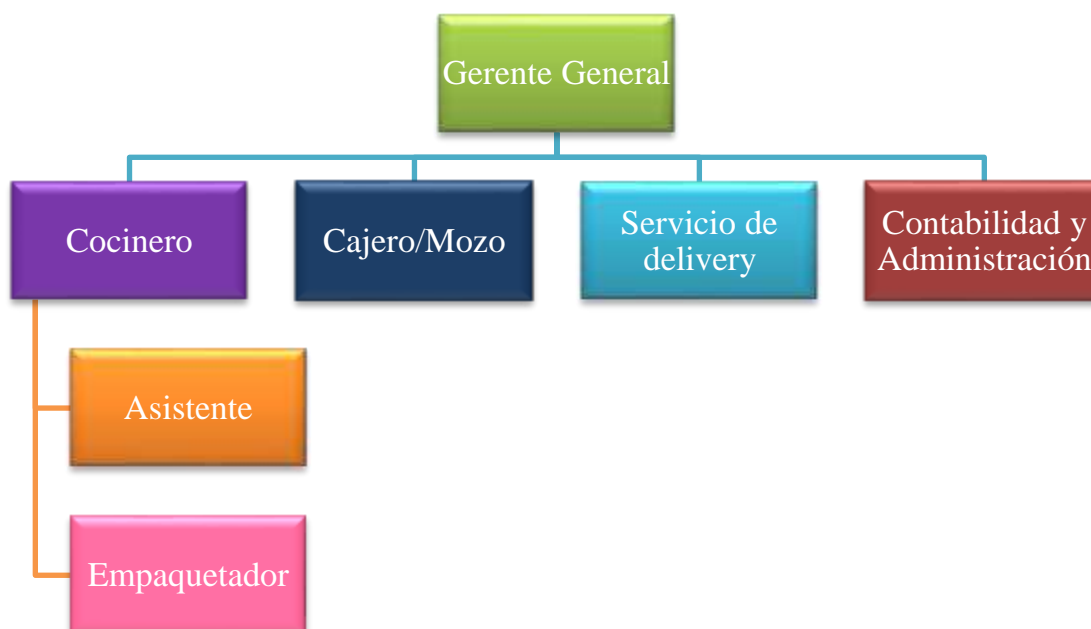 Gerente General
Cocinero
Cajero/Mozo
Servicio de
delivery
Contabilidad y
Administración
Asistente
Empaquetador